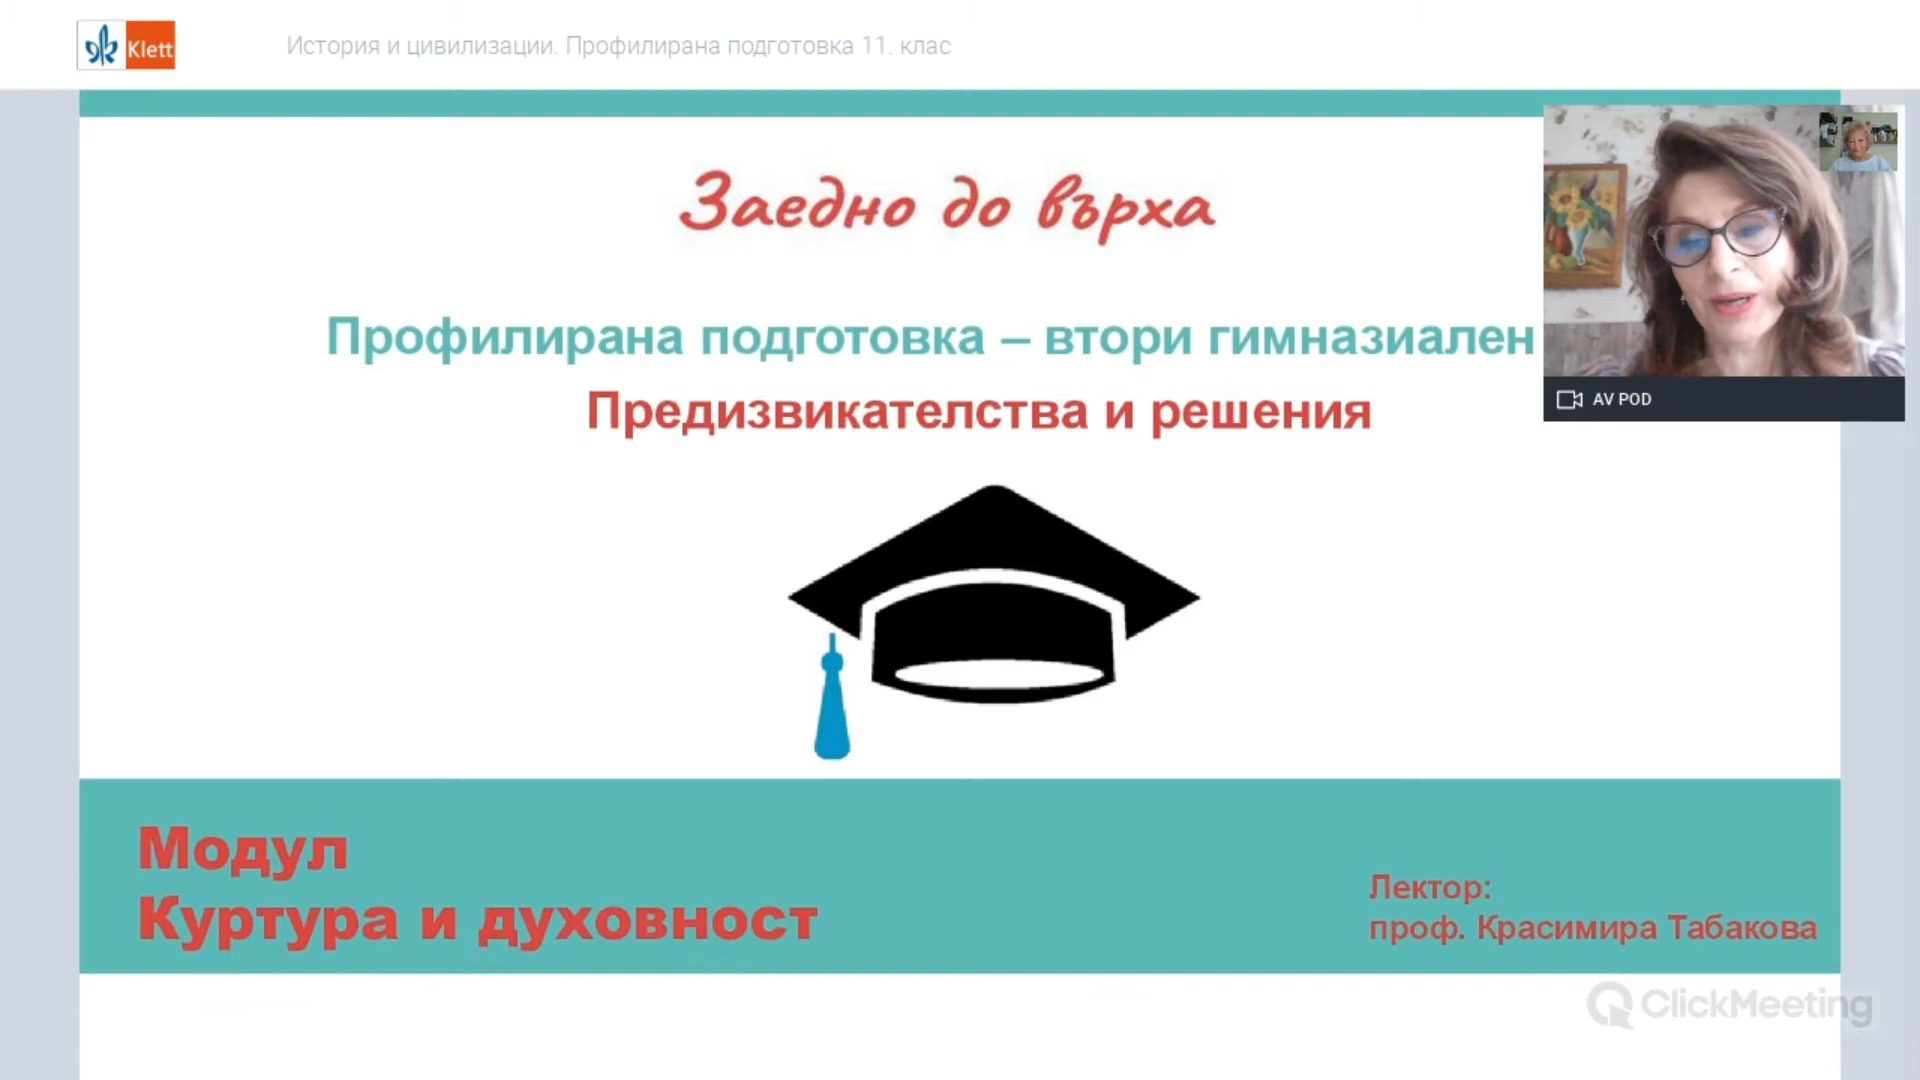 Klett
История и цивилизации. Профилирана подготовка 11. клас
Заедно до върха
Профилирана подготовка – втори гимназиален
Предизвикателства и решения
AV POD
Модул
Куртура и духовност
Лектор:
проф. Красимира Табакова
ClickMeeting